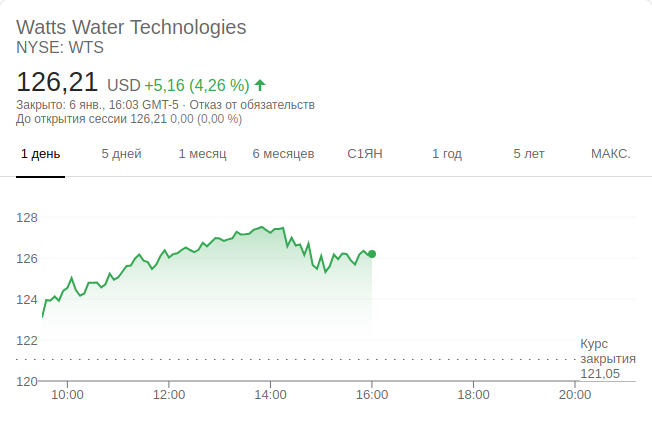 Watts Water Technologies
NYSE: WTS
126,21 USD +5,16 (4,26 %)
Закрыто: 6 янв., 16:03 GMT-5 · Отказ от обязательств
До открытия сессии 126,21 0,00 (0,00 %)
1 день 5 дней 1 месяц 6 месяцев С1ЯН 1 год 5 лет МАКС.
128
126
124
122
Курс
закрытия
121,05
120
10:00 12:00 14:00 16:00 18:00 20:00